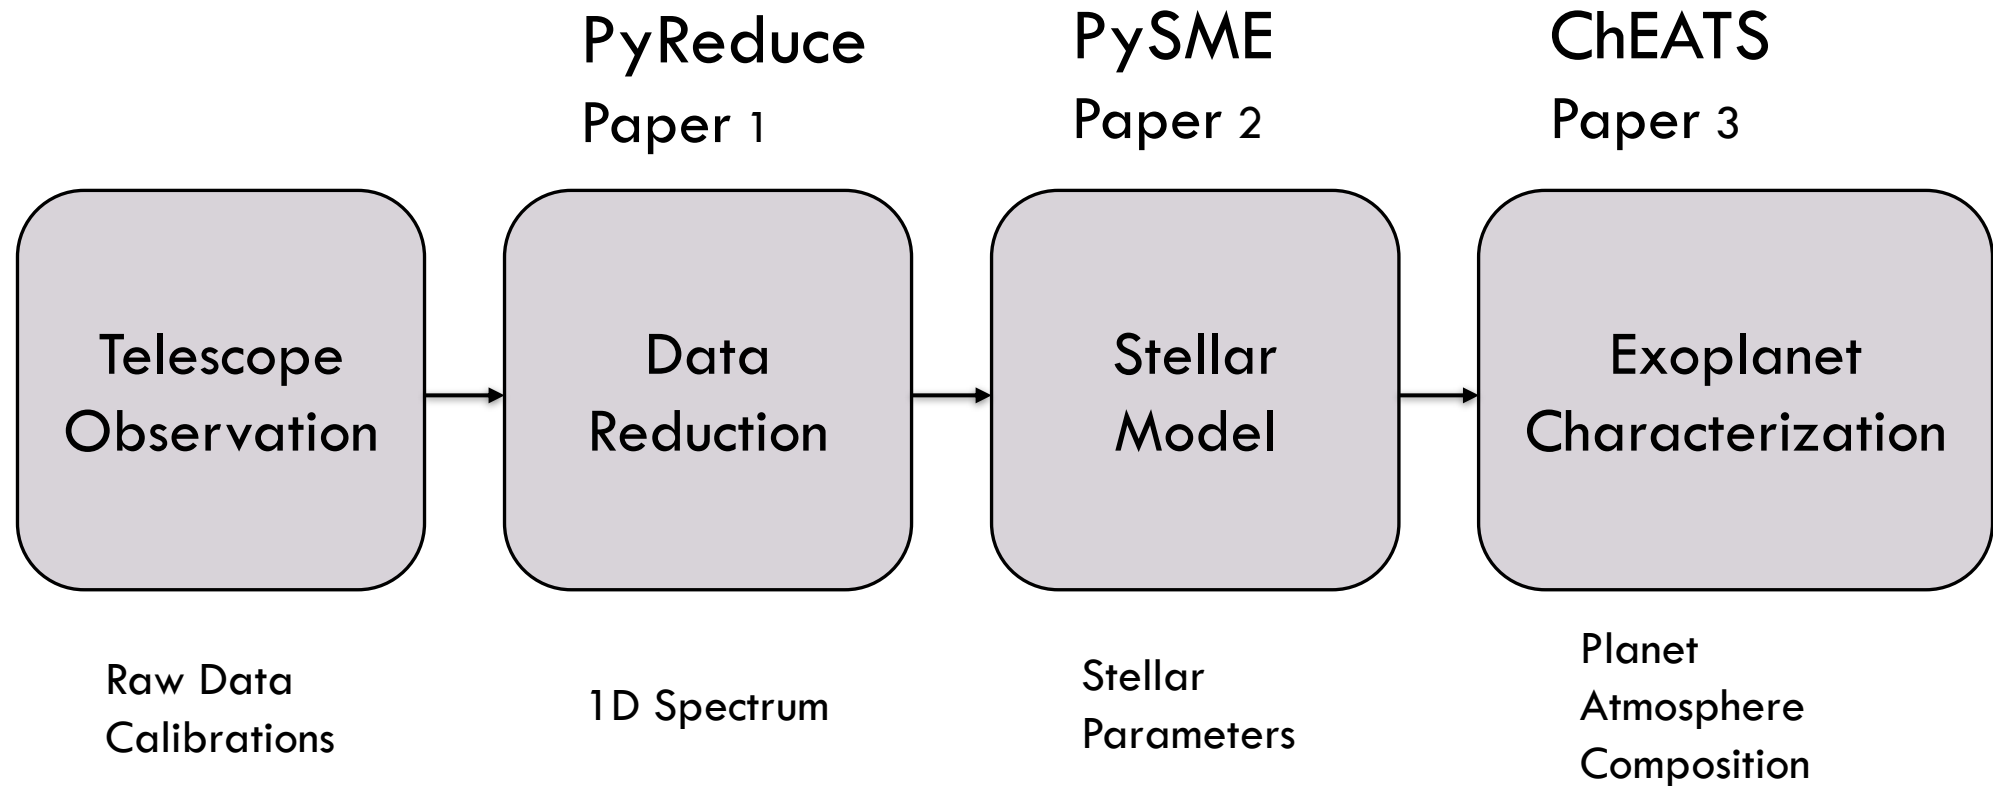 PyReduce
Paper 1
PySME
Paper 2
ChEATS
Paper 3
Telescope
Observation
Data
Reduction
Stellar
Model
Exoplanet
Characterization
Raw Data
Calibrations
1D Spectrum
Stellar
Parameters
Planet
Atmosphere
Composition